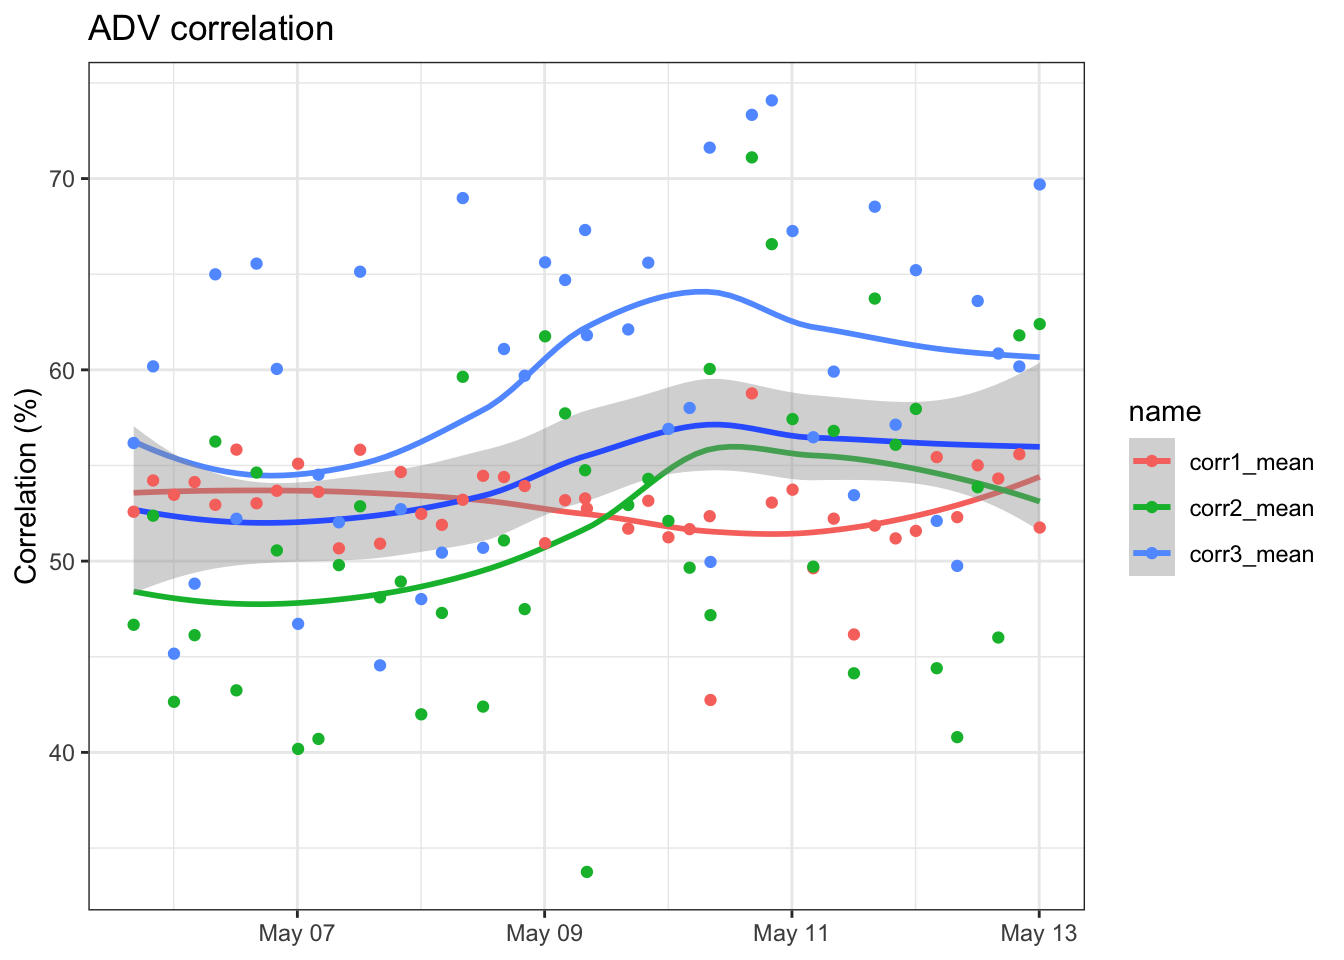 ADV correlation
Correlation (%)
70
60
50
40
May 07
May 09
May 11
May 13
name
corr1_mean
corr2_mean
corr3_mean